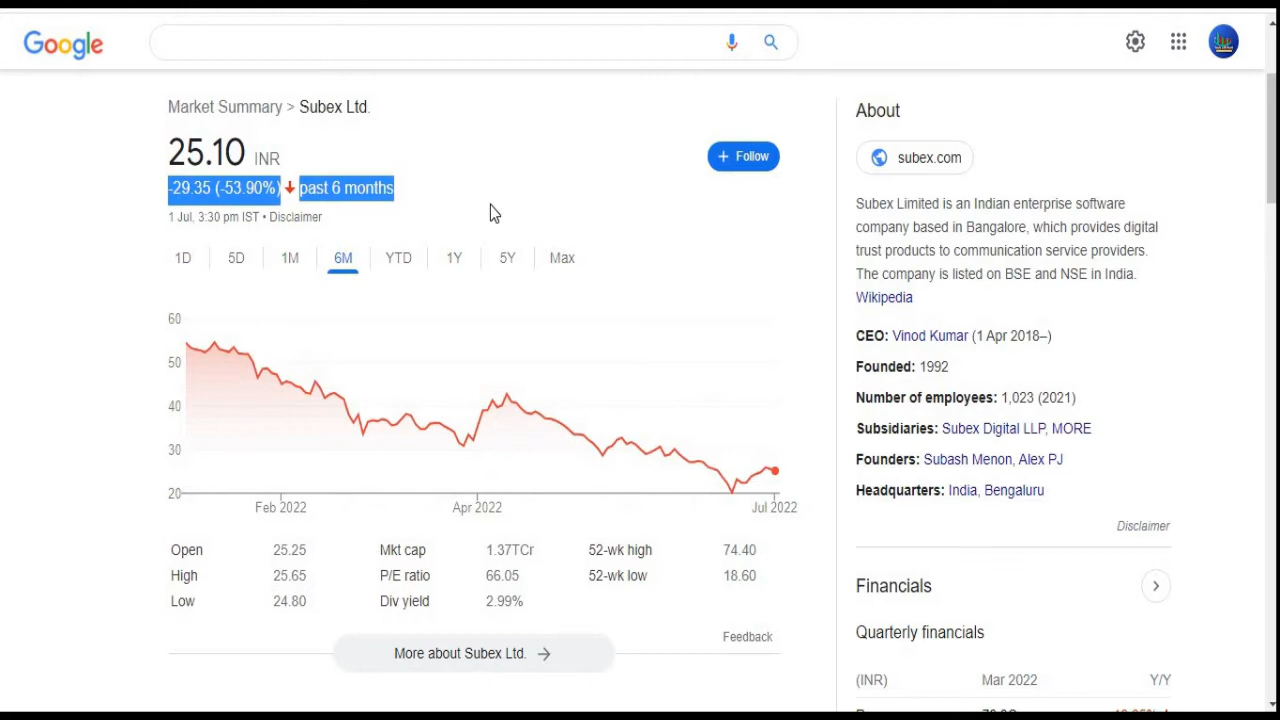 Google
Market Summary > Subex Ltd.
25.10 INR
+ Follow
-29.35 (-53.90%) past 6 months
1 Jul, 3:30 pm IST • Disclaimer
1D 5D 1M 6M YTD 1Y 5Y Max
60
50
40
30
20
Feb 2022 Apr 2022 Jul 2022
Open 25.25 Mkt cap 1.37TCr 52-wk high 74.40
High 25.65 P/E ratio 66.05 52-wk low 18.60
Low 24.80 Div yield 2.99%
Feedback
More about Subex Ltd.
About
subex.com
Subex Limited is an Indian enterprise software
company based in Bangalore, which provides digital
trust products to communication service providers.
The company is listed on BSE and NSE in India.
Wikipedia
CEO: Vinod Kumar (1 Apr 2018–)
Founded: 1992
Number of employees: 1,023 (2021)
Subsidiaries: Subex Digital LLP, MORE
Founders: Subash Menon, Alex PJ
Headquarters: India, Bengaluru
Disclaimer
Financials
Quarterly financials
(INR) Mar 2022 Y/Y